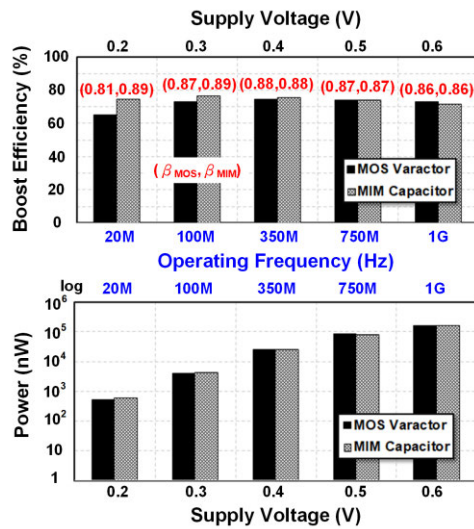 Supply Voltage (V)
0.2 0.3 0.4 0.5 0.6
Boost Efficiency (%)
100
80
60
40
20
0
(0.81,0.89) (0.87,0.89) (0.88,0.88) (0.87,0.87) (0.86,0.86)
(β MOS, β MIM)
MOS Varactor
MIM Capacitor
20M 100M 350M 750M 1G
Operating Frequency (Hz)
log 20M 100M 350M 750M 1G
Power (nW)
10⁶
10⁵
10⁴
10³
10²
10
1
MOS Varactor
MIM Capacitor
0.2 0.3 0.4 0.5 0.6
Supply Voltage (V)